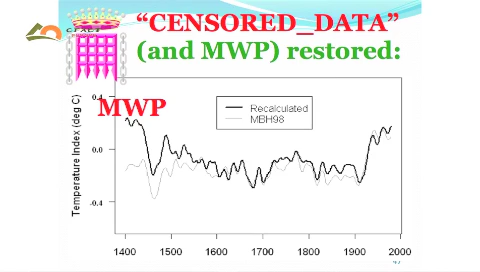 "CENSORED_DATA"
(and MWP) restored:
MWP
Recalculated
MBH98
Temperature Index (deg C)
0.4
0.0
-0.4
1400 1500 1600 1700 1800 1900 2000
47